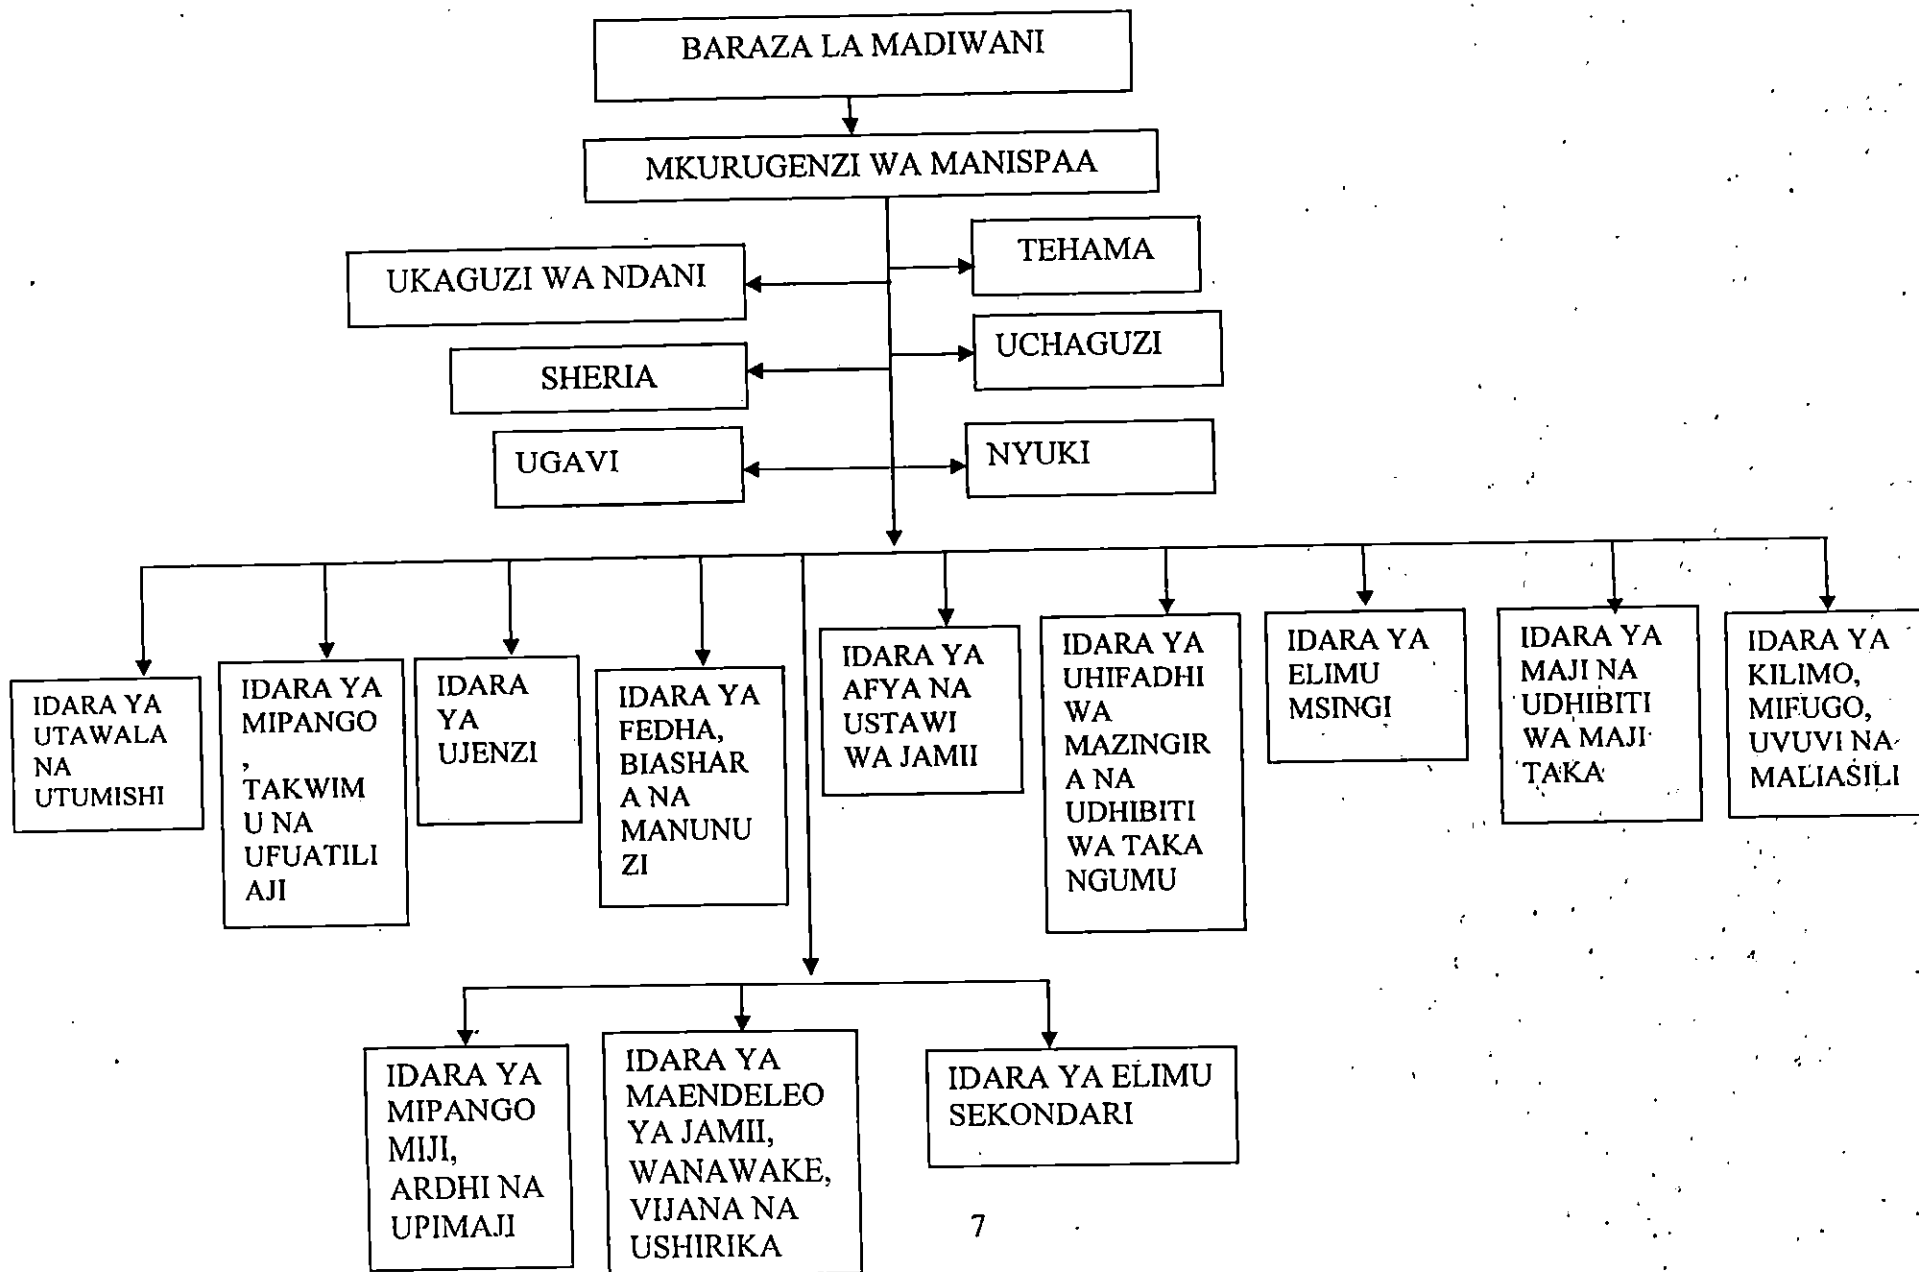 BARAZA LA MADIWANI
MKURUGENZI WA MANISPAA
TEHAMA
UKAGUZI WA NDANI
UCHAGUZI
SHERIA
UGAVI
NYUKI
IDARA YA
UTAWALA
NA
UTUMISHI
IDARA YA
MIPANGO
,
TAKWIM
U NA
UFUATILI
AJI
IDARA
YA
UJENZI
IDARA YA
FEDHA,
BIASHAR
A NA
MANUNU
ZI
IDARA YA
AFYA NA
USTAWI
WA JAMII
IDARA YA
UHIFADHI
WA
MAZINGIR
A NA
UDHIBITI
WA TAKA
NGUMU
IDARA YA
ELIMU
MSINGI
IDARA YA
MAJI NA
UDHIBITI
WA MAJI
TAKA
IDARA YA
KILIMO,
MIFUGO,
UVUVI NA
MALIASILI
IDARA YA
MIPANGO
MIJI,
ARDHI NA
UPIMAJI
IDARA YA
MAENDELEO
YA JAMII,
WANAWAKE,
VIJANA NA
USHIRIKA
IDARA YA ELIMU
SEKONDARI
7